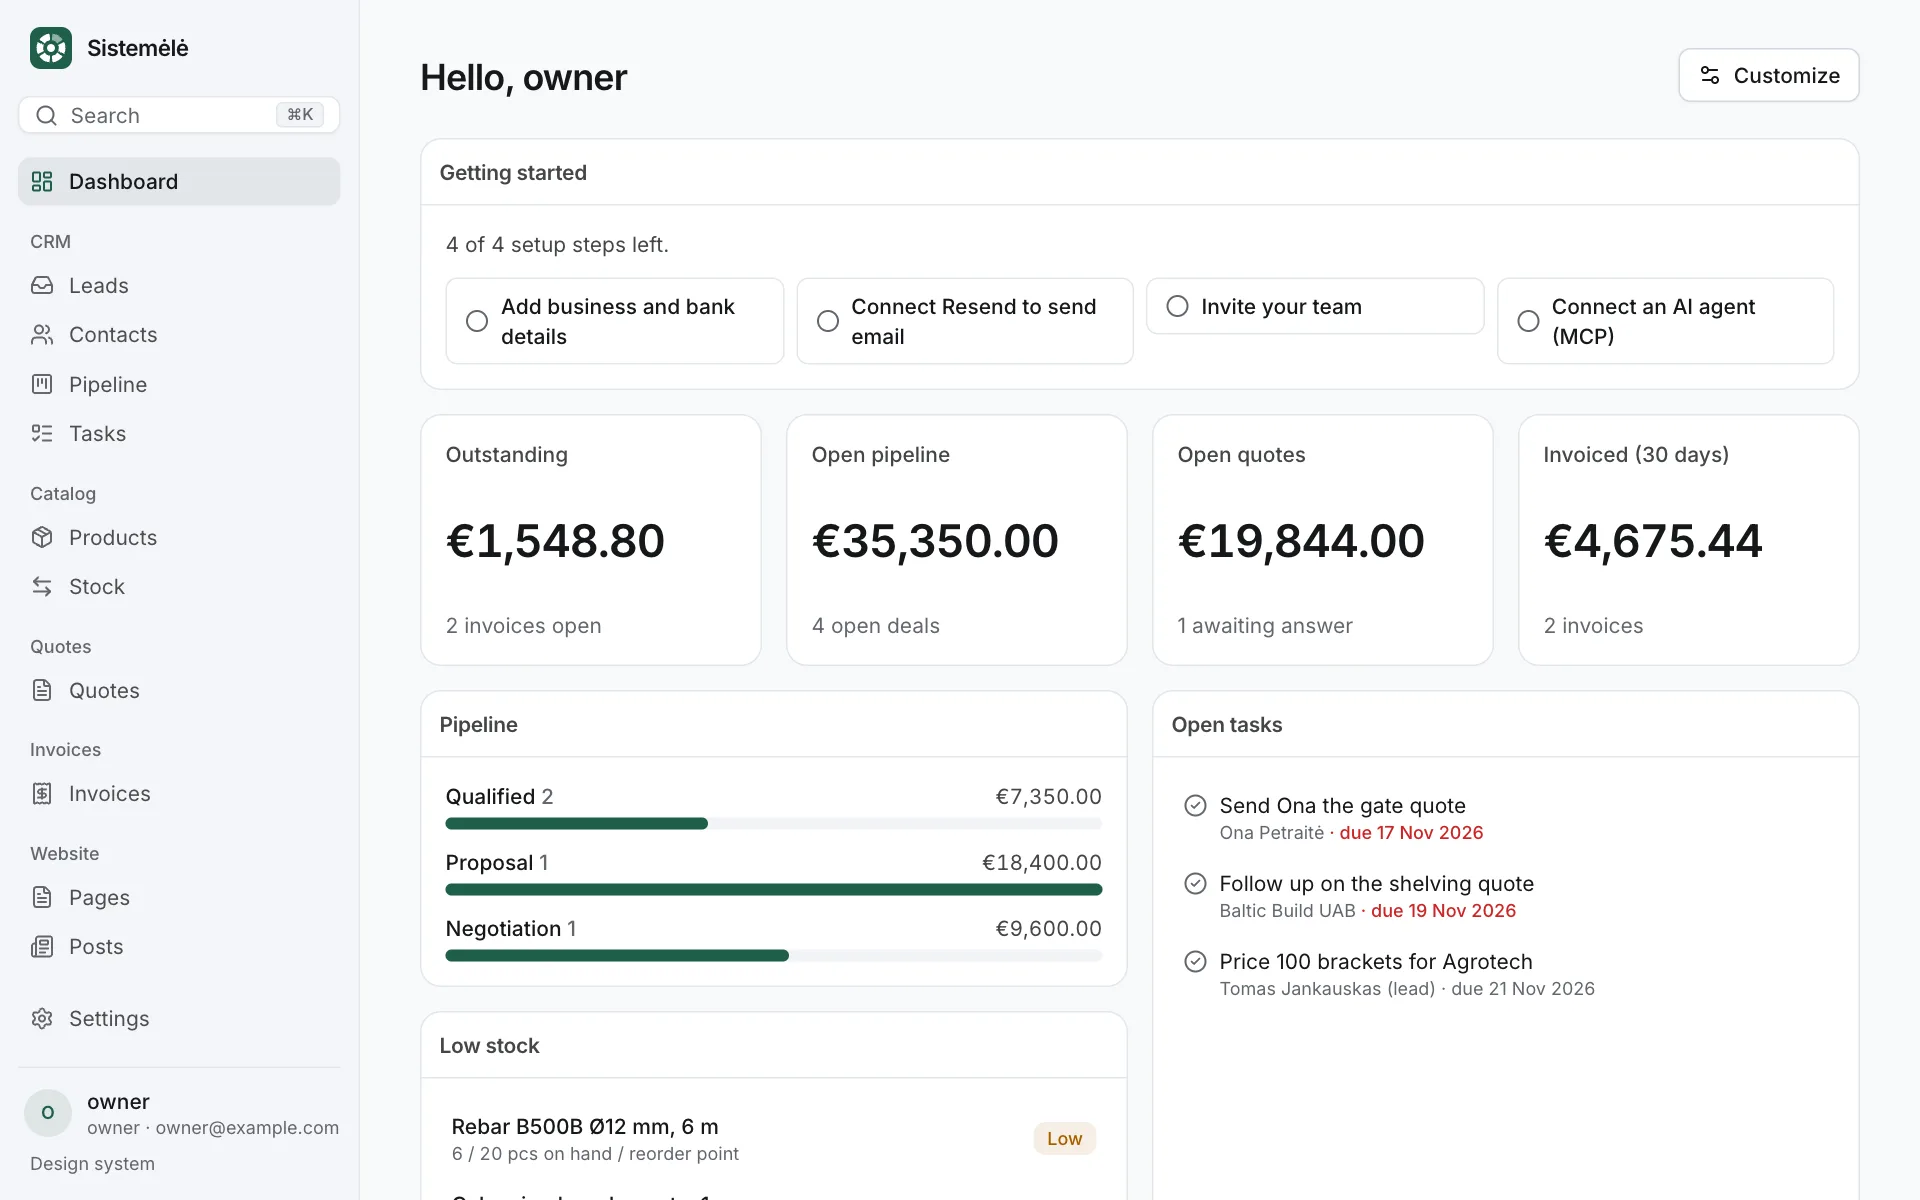 Sistemėlė
Search
⌘K
Dashboard
CRM
Leads
Contacts
Pipeline
Tasks
Catalog
Products
Stock
Quotes
Quotes
Invoices
Invoices
Website
Pages
Posts
Settings
O
owner
owner · owner@example.com
Design system
Hello, owner
Customize
Getting started
4 of 4 setup steps left.
Add business and bank
details
Connect Resend to send
email
Invite your team
Connect an AI agent
(MCP)
Outstanding
€1,548.80
2 invoices open
Open pipeline
€35,350.00
4 open deals
Open quotes
€19,844.00
1 awaiting answer
Invoiced (30 days)
€4,675.44
2 invoices
Pipeline
Qualified 2 €7,350.00
Proposal 1 €18,400.00
Negotiation 1 €9,600.00
Open tasks
Send Ona the gate quote
Ona Petraitė · due 17 Nov 2026
Follow up on the shelving quote
Baltic Build UAB · due 19 Nov 2026
Price 100 brackets for Agrotech
Tomas Jankauskas (lead) · due 21 Nov 2026
Low stock
Rebar B500B Ø12 mm, 6 m
6 / 20 pcs on hand / reorder point
Low